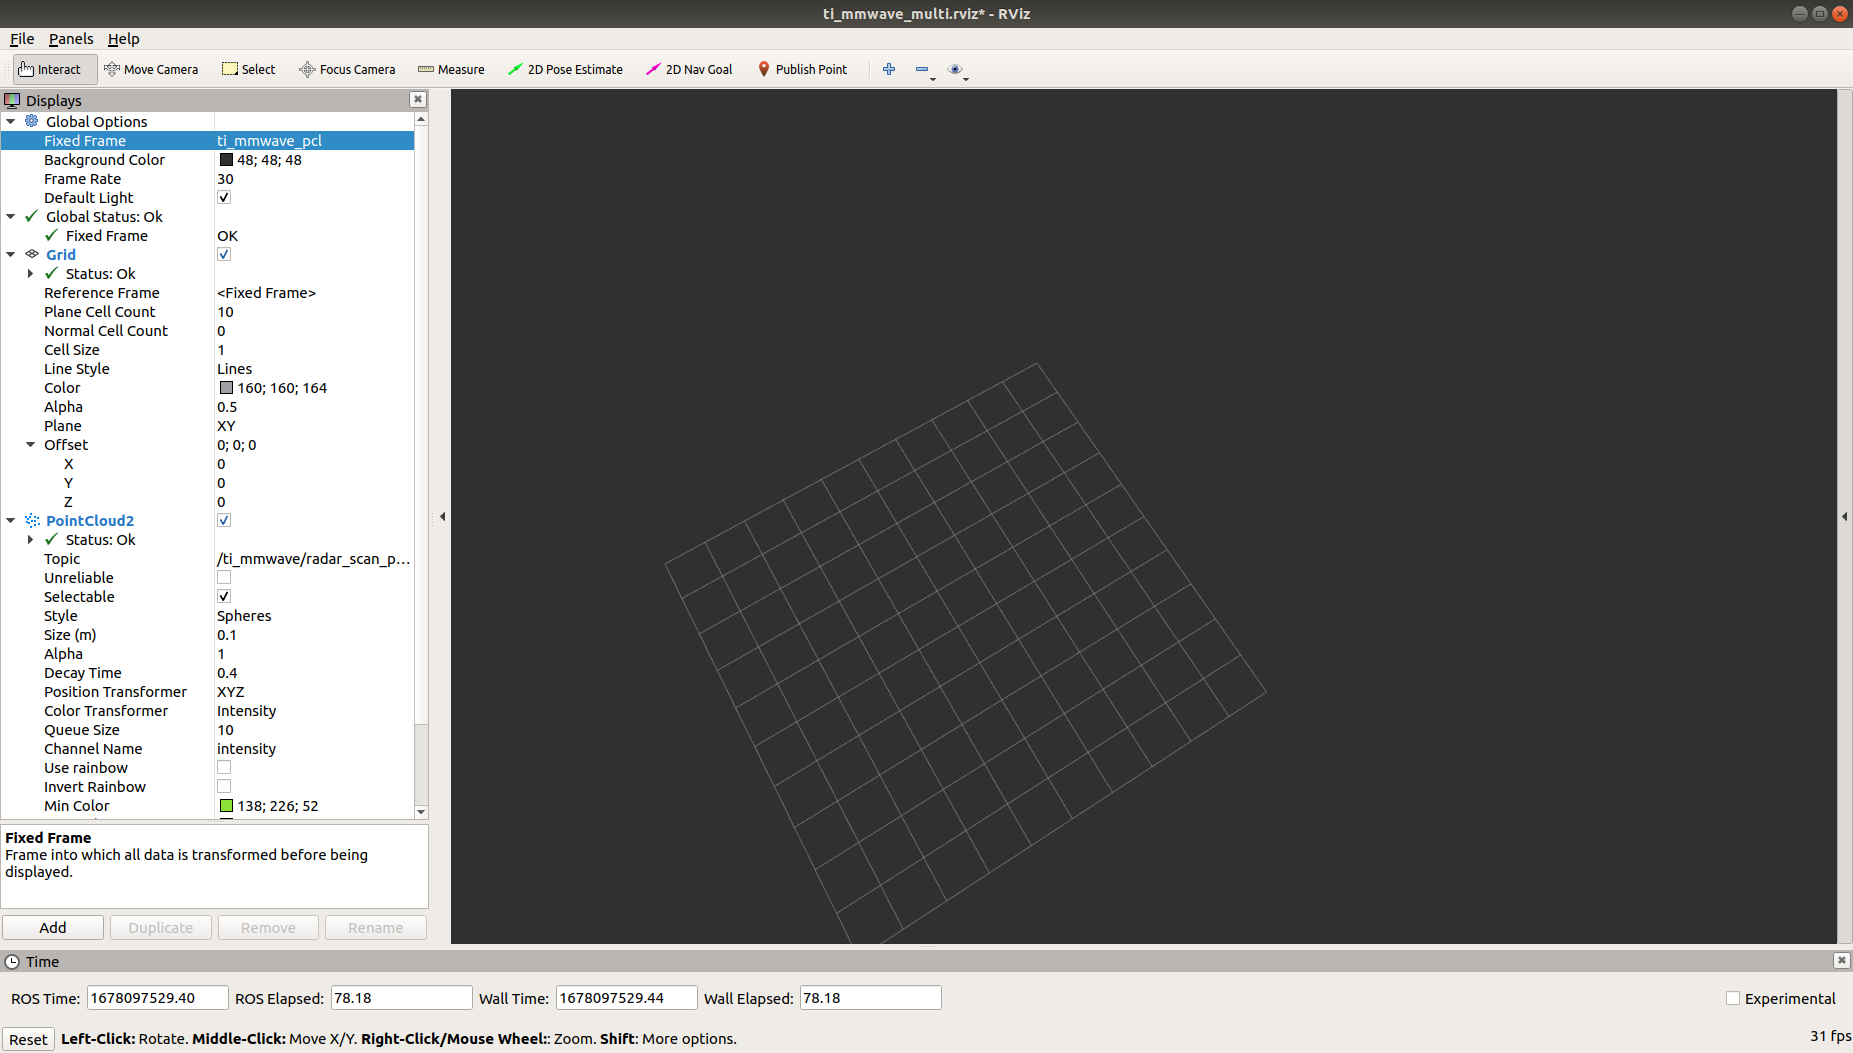 ti_mmwave_multi.rviz* - RViz
File Panels Help
Interact Move Camera Select Focus Camera Measure 2D Pose Estimate 2D Nav Goal Publish Point
Displays
Global Options
Fixed Frame ti_mmwave_pcl
Background Color 48; 48; 48
Frame Rate 30
Default Light
Global Status: Ok
Fixed Frame OK
Grid
Status: Ok
Reference Frame <Fixed Frame>
Plane Cell Count 10
Normal Cell Count 0
Cell Size 1
Line Style Lines
Color 160; 160; 164
Alpha 0.5
Plane XY
Offset 0; 0; 0
X 0
Y 0
Z 0
PointCloud2
Status: Ok
Topic /ti_mmwave/radar_scan_p...
Unreliable
Selectable
Style Spheres
Size (m) 0.1
Alpha 1
Decay Time 0.4
Position Transformer XYZ
Color Transformer Intensity
Queue Size 10
Channel Name intensity
Use rainbow
Invert Rainbow
Min Color 138; 226; 52
Fixed Frame
Frame into which all data is transformed before being
displayed.
Add Duplicate Remove Rename
Time
ROS Time: 1678097529.40 ROS Elapsed: 78.18 Wall Time: 1678097529.44 Wall Elapsed: 78.18 Experimental
Reset Left-Click: Rotate. Middle-Click: Move X/Y. Right-Click/Mouse Wheel:: Zoom. Shift: More options. 31 fps